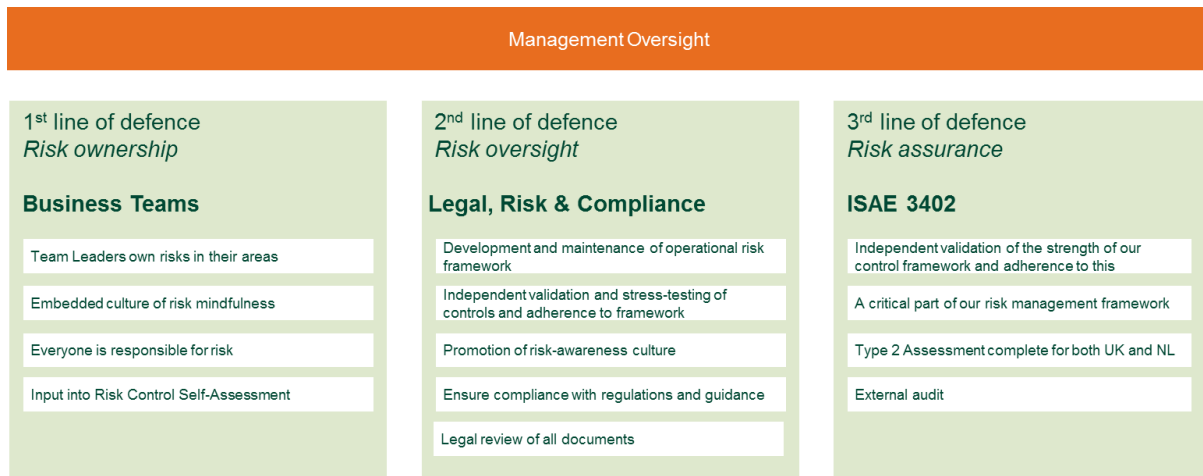 Management Oversight
1st line of defence
Risk ownership
Business Teams
Team Leaders own risks in their areas
Embedded culture of risk mindfulness
Everyone is responsible for risk
Input into Risk Control Self-Assessment
2nd line of defence
Risk oversight
Legal, Risk & Compliance
Development and maintenance of operational risk
framework
Independent validation and stress-testing of
controls and adherence to framework
Promotion of risk-awareness culture
Ensure compliance with regulations and guidance
Legal review of all documents
3rd line of defence
Risk assurance
ISAE 3402
Independent validation of the strength of our
control framework and adherence to this
A critical part of our risk management framework
Type 2 Assessment complete for both UK and NL
External audit